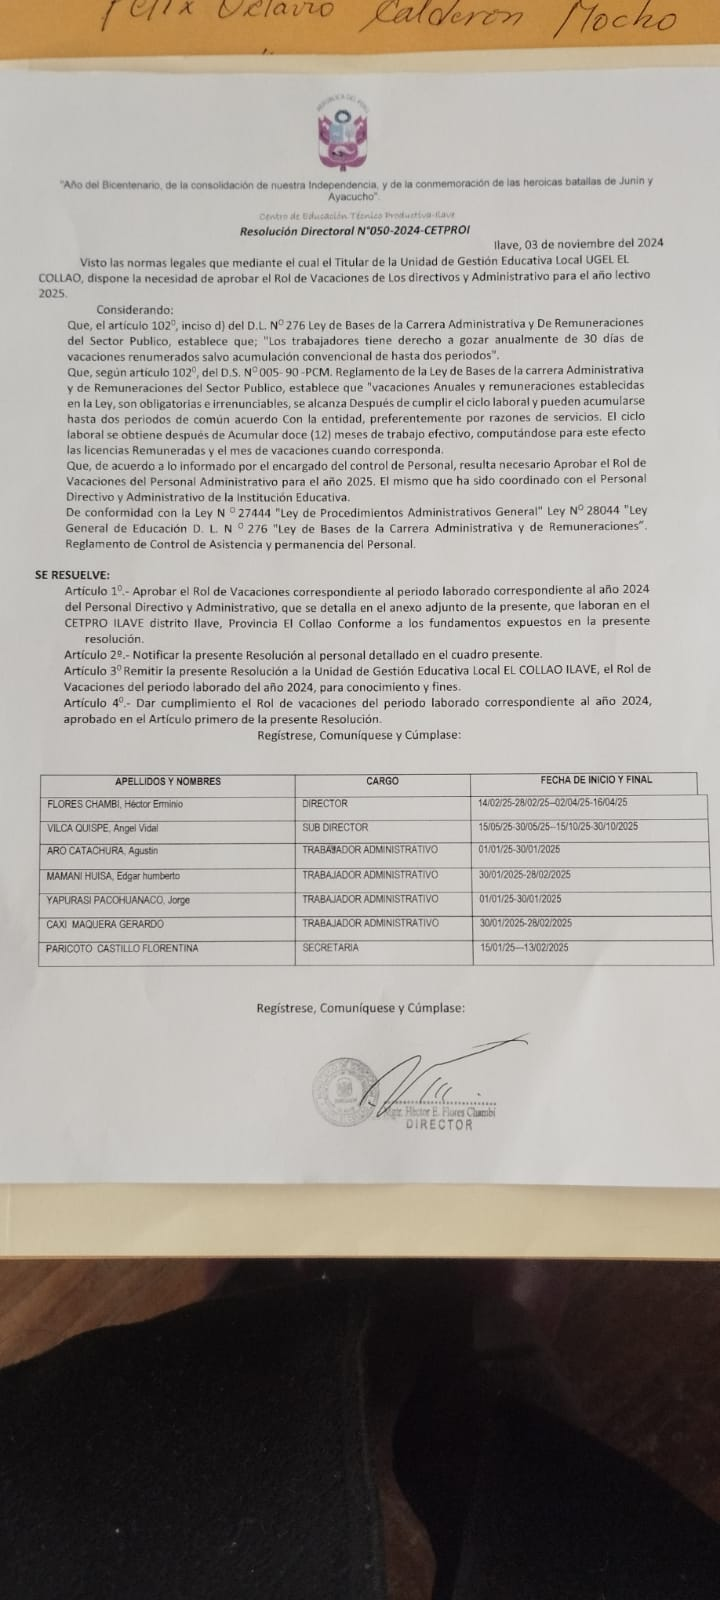 Felix Octavio Calderon Mocho
REPUBLICA DEL PERU
"Año del Bicentenario, de la consolidación de nuestra Independencia, y de la conmemoración de las heroicas batallas de Junín y
Ayacucho".
Centro de Educación Técnico Productiva-Ilave
Resolución Directoral N°050-2024-CETPROI
Ilave, 03 de noviembre del 2024
Visto las normas legales que mediante el cual el Titular de la Unidad de Gestión Educativa Local UGEL EL
COLLAO, dispone la necesidad de aprobar el Rol de Vacaciones de Los directivos y Administrativo para el año lectivo
2025.
Considerando:
Que, el artículo 102º, inciso d) del D.L. Nº 276 Ley de Bases de la Carrera Administrativa y De Remuneraciones
del Sector Publico, establece que; "Los trabajadores tiene derecho a gozar anualmente de 30 días de
vacaciones renumerados salvo acumulación convencional de hasta dos periodos".
Que, según artículo 102º, del D.S. Nº 005- 90 -PCM. Reglamento de la Ley de Bases de la carrera Administrativa
y de Remuneraciones del Sector Publico, establece que "vacaciones Anuales y remuneraciones establecidas
en la Ley, son obligatorias e irrenunciables, se alcanza Después de cumplir el ciclo laboral y pueden acumularse
hasta dos periodos de común acuerdo Con la entidad, preferentemente por razones de servicios. El ciclo
laboral se obtiene después de Acumular doce (12) meses de trabajo efectivo, computándose para este efecto
las licencias Remuneradas y el mes de vacaciones cuando corresponda.
Que, de acuerdo a lo informado por el encargado del control de Personal, resulta necesario Aprobar el Rol de
Vacaciones del Personal Administrativo para el año 2025. El mismo que ha sido coordinado con el Personal
Directivo y Administrativo de la Institución Educativa.
De conformidad con la Ley N º 27444 "Ley de Procedimientos Administrativos General" Ley Nº 28044 "Ley
General de Educación D. L. N º 276 "Ley de Bases de la Carrera Administrativa y de Remuneraciones".
Reglamento de Control de Asistencia y permanencia del Personal.
SE RESUELVE:
Artículo 1º.- Aprobar el Rol de Vacaciones correspondiente al periodo laborado correspondiente al año 2024
del Personal Directivo y Administrativo, que se detalla en el anexo adjunto de la presente, que laboran en el
CETPRO ILAVE distrito Ilave, Provincia El Collao Conforme a los fundamentos expuestos en la presente
resolución.
Artículo 2º.- Notificar la presente Resolución al personal detallado en el cuadro presente.
Artículo 3º Remitir la presente Resolución a la Unidad de Gestión Educativa Local EL COLLAO ILAVE, el Rol de
Vacaciones del periodo laborado del año 2024, para conocimiento y fines.
Artículo 4º.- Dar cumplimiento el Rol de vacaciones del periodo laborado correspondiente al año 2024,
aprobado en el Artículo primero de la presente Resolución.
Regístrese, Comuníquese y Cúmplase:
APELLIDOS Y NOMBRES CARGO FECHA DE INICIO Y FINAL
FLORES CHAMBI, Héctor Erminio DIRECTOR 14/02/25-28/02/25--02/04/25-16/04/25
VILCA QUISPE, Angel Vidal SUB DIRECTOR 15/05/25-30/05/25--15/10/25-30/10/2025
ARO CATACHURA, Agustin TRABAJADOR ADMINISTRATIVO 01/01/25-30/01/2025
MAMANI HUISA, Edgar humberto TRABAJADOR ADMINISTRATIVO 30/01/2025-28/02/2025
YAPURASI PACOHUANACO, Jorge TRABAJADOR ADMINISTRATIVO 01/01/25-30/01/2025
CAXI MAQUERA GERARDO TRABAJADOR ADMINISTRATIVO 30/01/2025-28/02/2025
PARICOTO CASTILLO FLORENTINA SECRETARIA 15/01/25---13/02/2025
Regístrese, Comuníquese y Cúmplase:
Mgtr. Héctor E. Flores Chambi
DIRECTOR